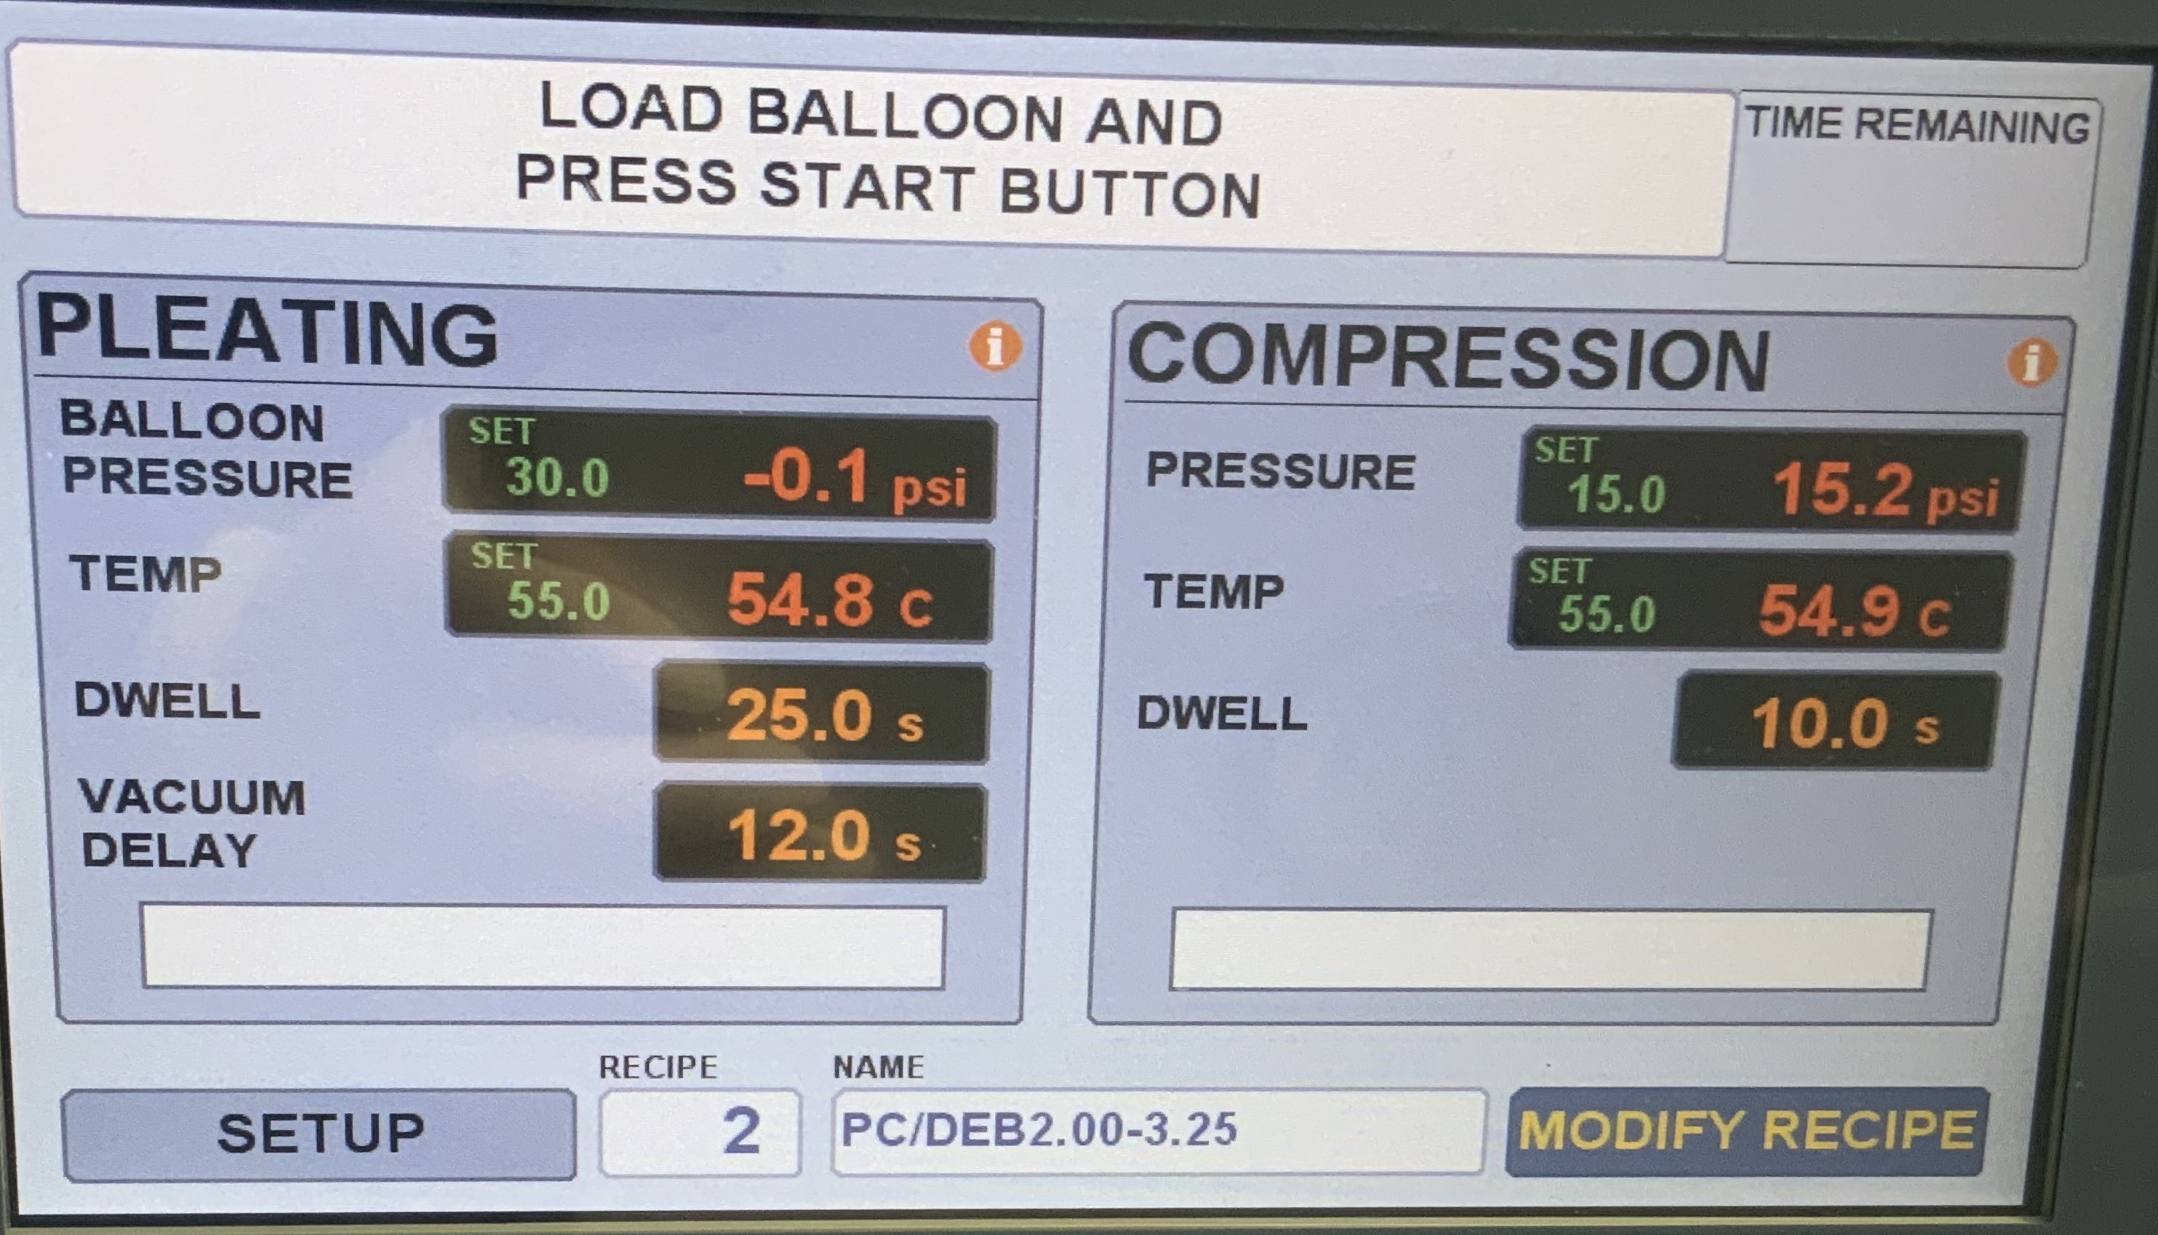 LOAD BALLOON AND
PRESS START BUTTON
TIME REMAINING
PLEATING
i
BALLOON
PRESSURE
SET
30.0
-0.1 psi
TEMP
SET
55.0
54.8 C
DWELL
25.0 s
VACUUM
DELAY
12.0 s
COMPRESSION
i
PRESSURE
SET
15.0
15.2 psi
TEMP
SET
55.0
54.9 C
DWELL
10.0 s
SETUP
RECIPE
2
NAME
PC/DEB2.00-3.25
MODIFY RECIPE